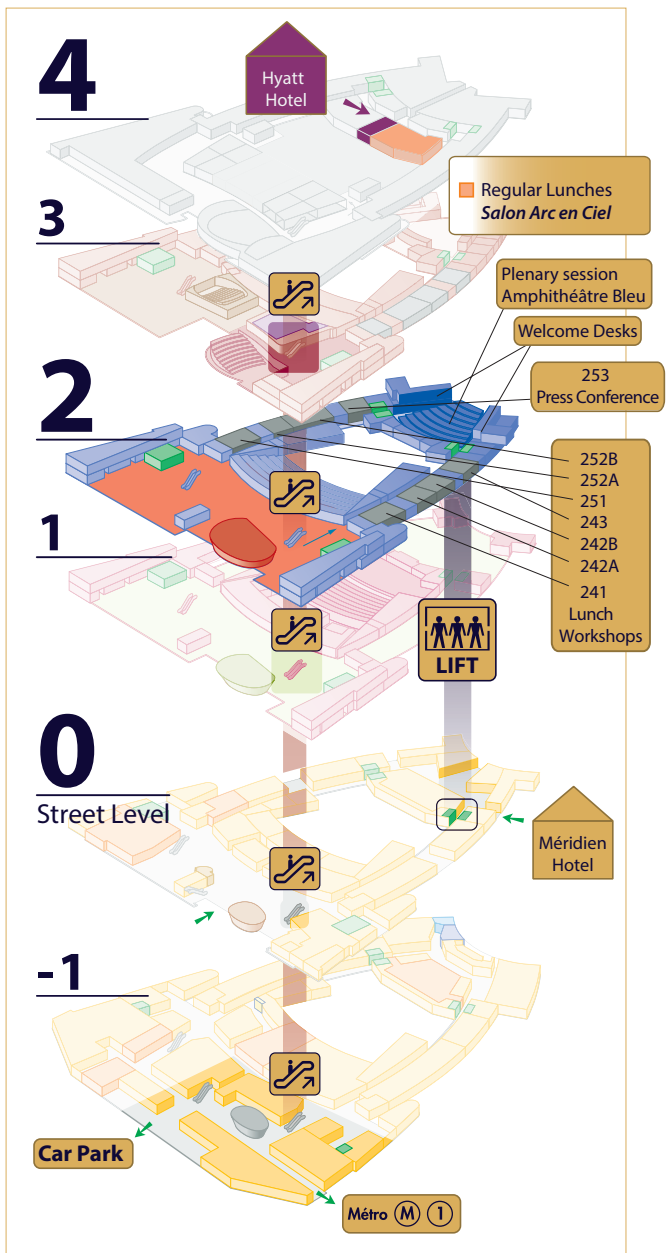 4
Hyatt
Hotel
Regular Lunches
Salon Arc en Ciel
3
Plenary session
Amphithéâtre Bleu
Welcome Desks
2
253
Press Conference
252B
252A
251
243
242B
242A
241
Lunch
Workshops
1
LIFT
0
Street Level
Méridien
Hotel
-1
Car Park
Métro M 1